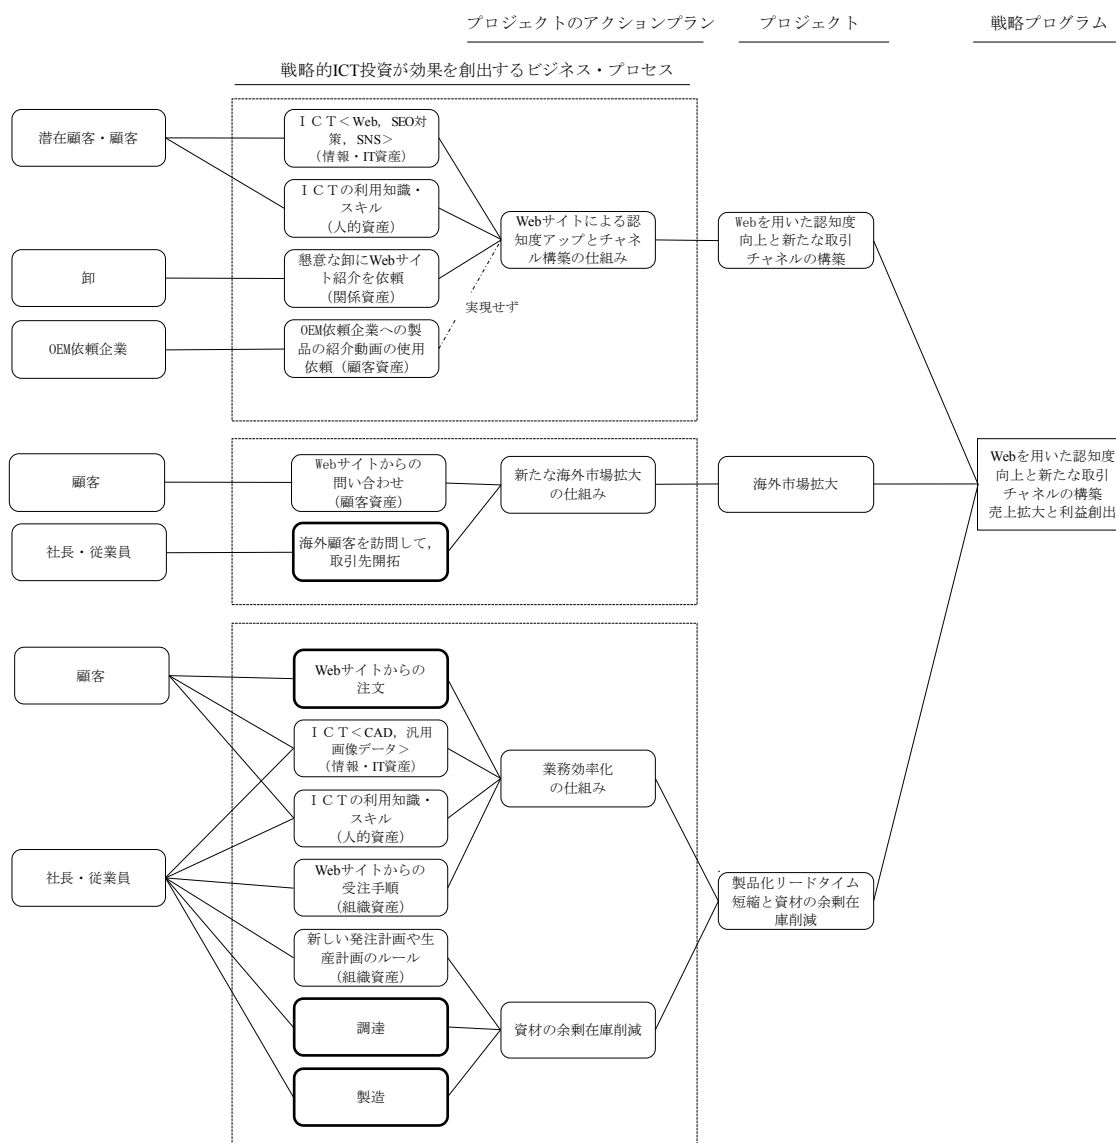 プロジェクトのアクションプラン
プロジェクト
戦略プログラム
戦略的ICT投資が効果を創出するビジネス・プロセス
潜在顧客・顧客
ＩＣＴ＜Web，SEO対
策，SNS＞
（情報・IT資産）
ＩＣＴの利用知識・
スキル
（人的資産）
Webサイトによる認
知度アップとチャネ
ル構築の仕組み
Webを用いた認知度
向上と新たな取引
チャネルの構築
卸
懇意な卸にWebサイ
ト紹介を依頼
（関係資産）
実現せず
OEM依頼企業
OEM依頼企業への製
品の紹介動画の使用
依頼（顧客資産）
顧客
Webサイトからの
問い合わせ
（顧客資産）
新たな海外市場拡大
の仕組み
海外市場拡大
Webを用いた認知度
向上と新たな取引
チャネルの構築
売上拡大と利益創出
社長・従業員
海外顧客を訪問して，
取引先開拓
顧客
Webサイトからの
注文
ＩＣＴ＜CAD，汎用
画像データ＞
（情報・IT資産）
業務効率化
の仕組み
ＩＣＴの利用知識・
スキル
（人的資産）
社長・従業員
Webサイトからの
受注手順
（組織資産）
製品化リードタイム
短縮と資材の余剰在
庫削減
新しい発注計画や生
産計画のルール
（組織資産）
調達
資材の余剰在庫削減
製造